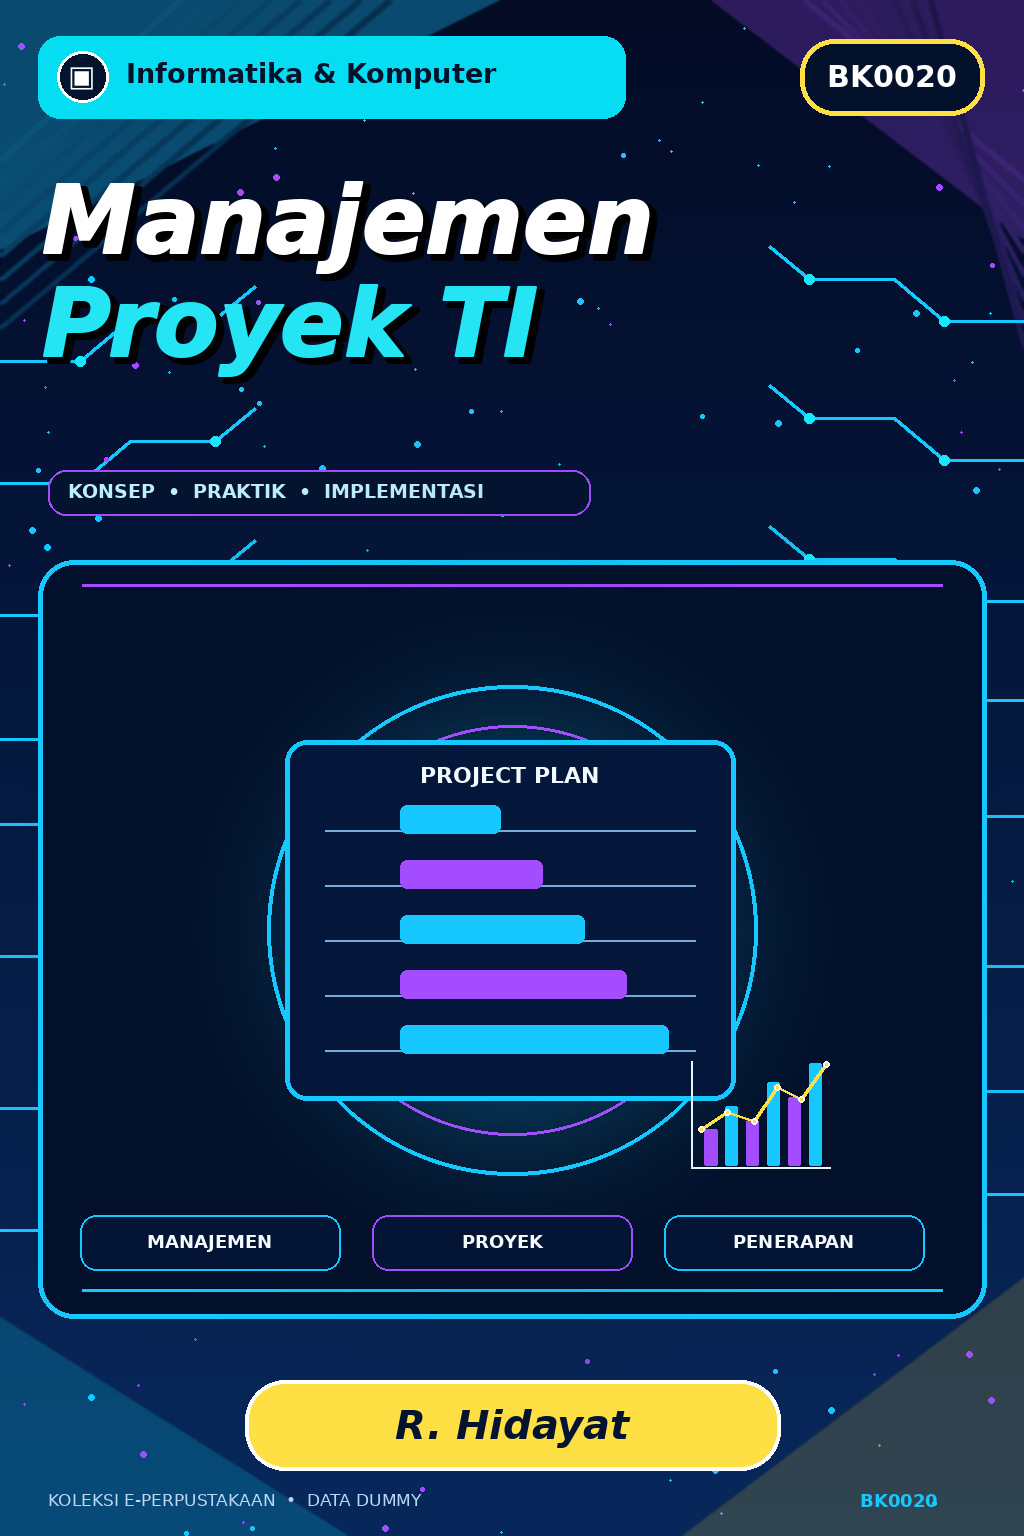 Informatika & Komputer
BK0020
Manajemen
Proyek TI
KONSEP • PRAKTIK • IMPLEMENTASI
PROJECT PLAN
MANAJEMEN
PROYEK
PENERAPAN
R. Hidayat
KOLEKSI E-PERPUSTAKAAN • DATA DUMMY
BK0020